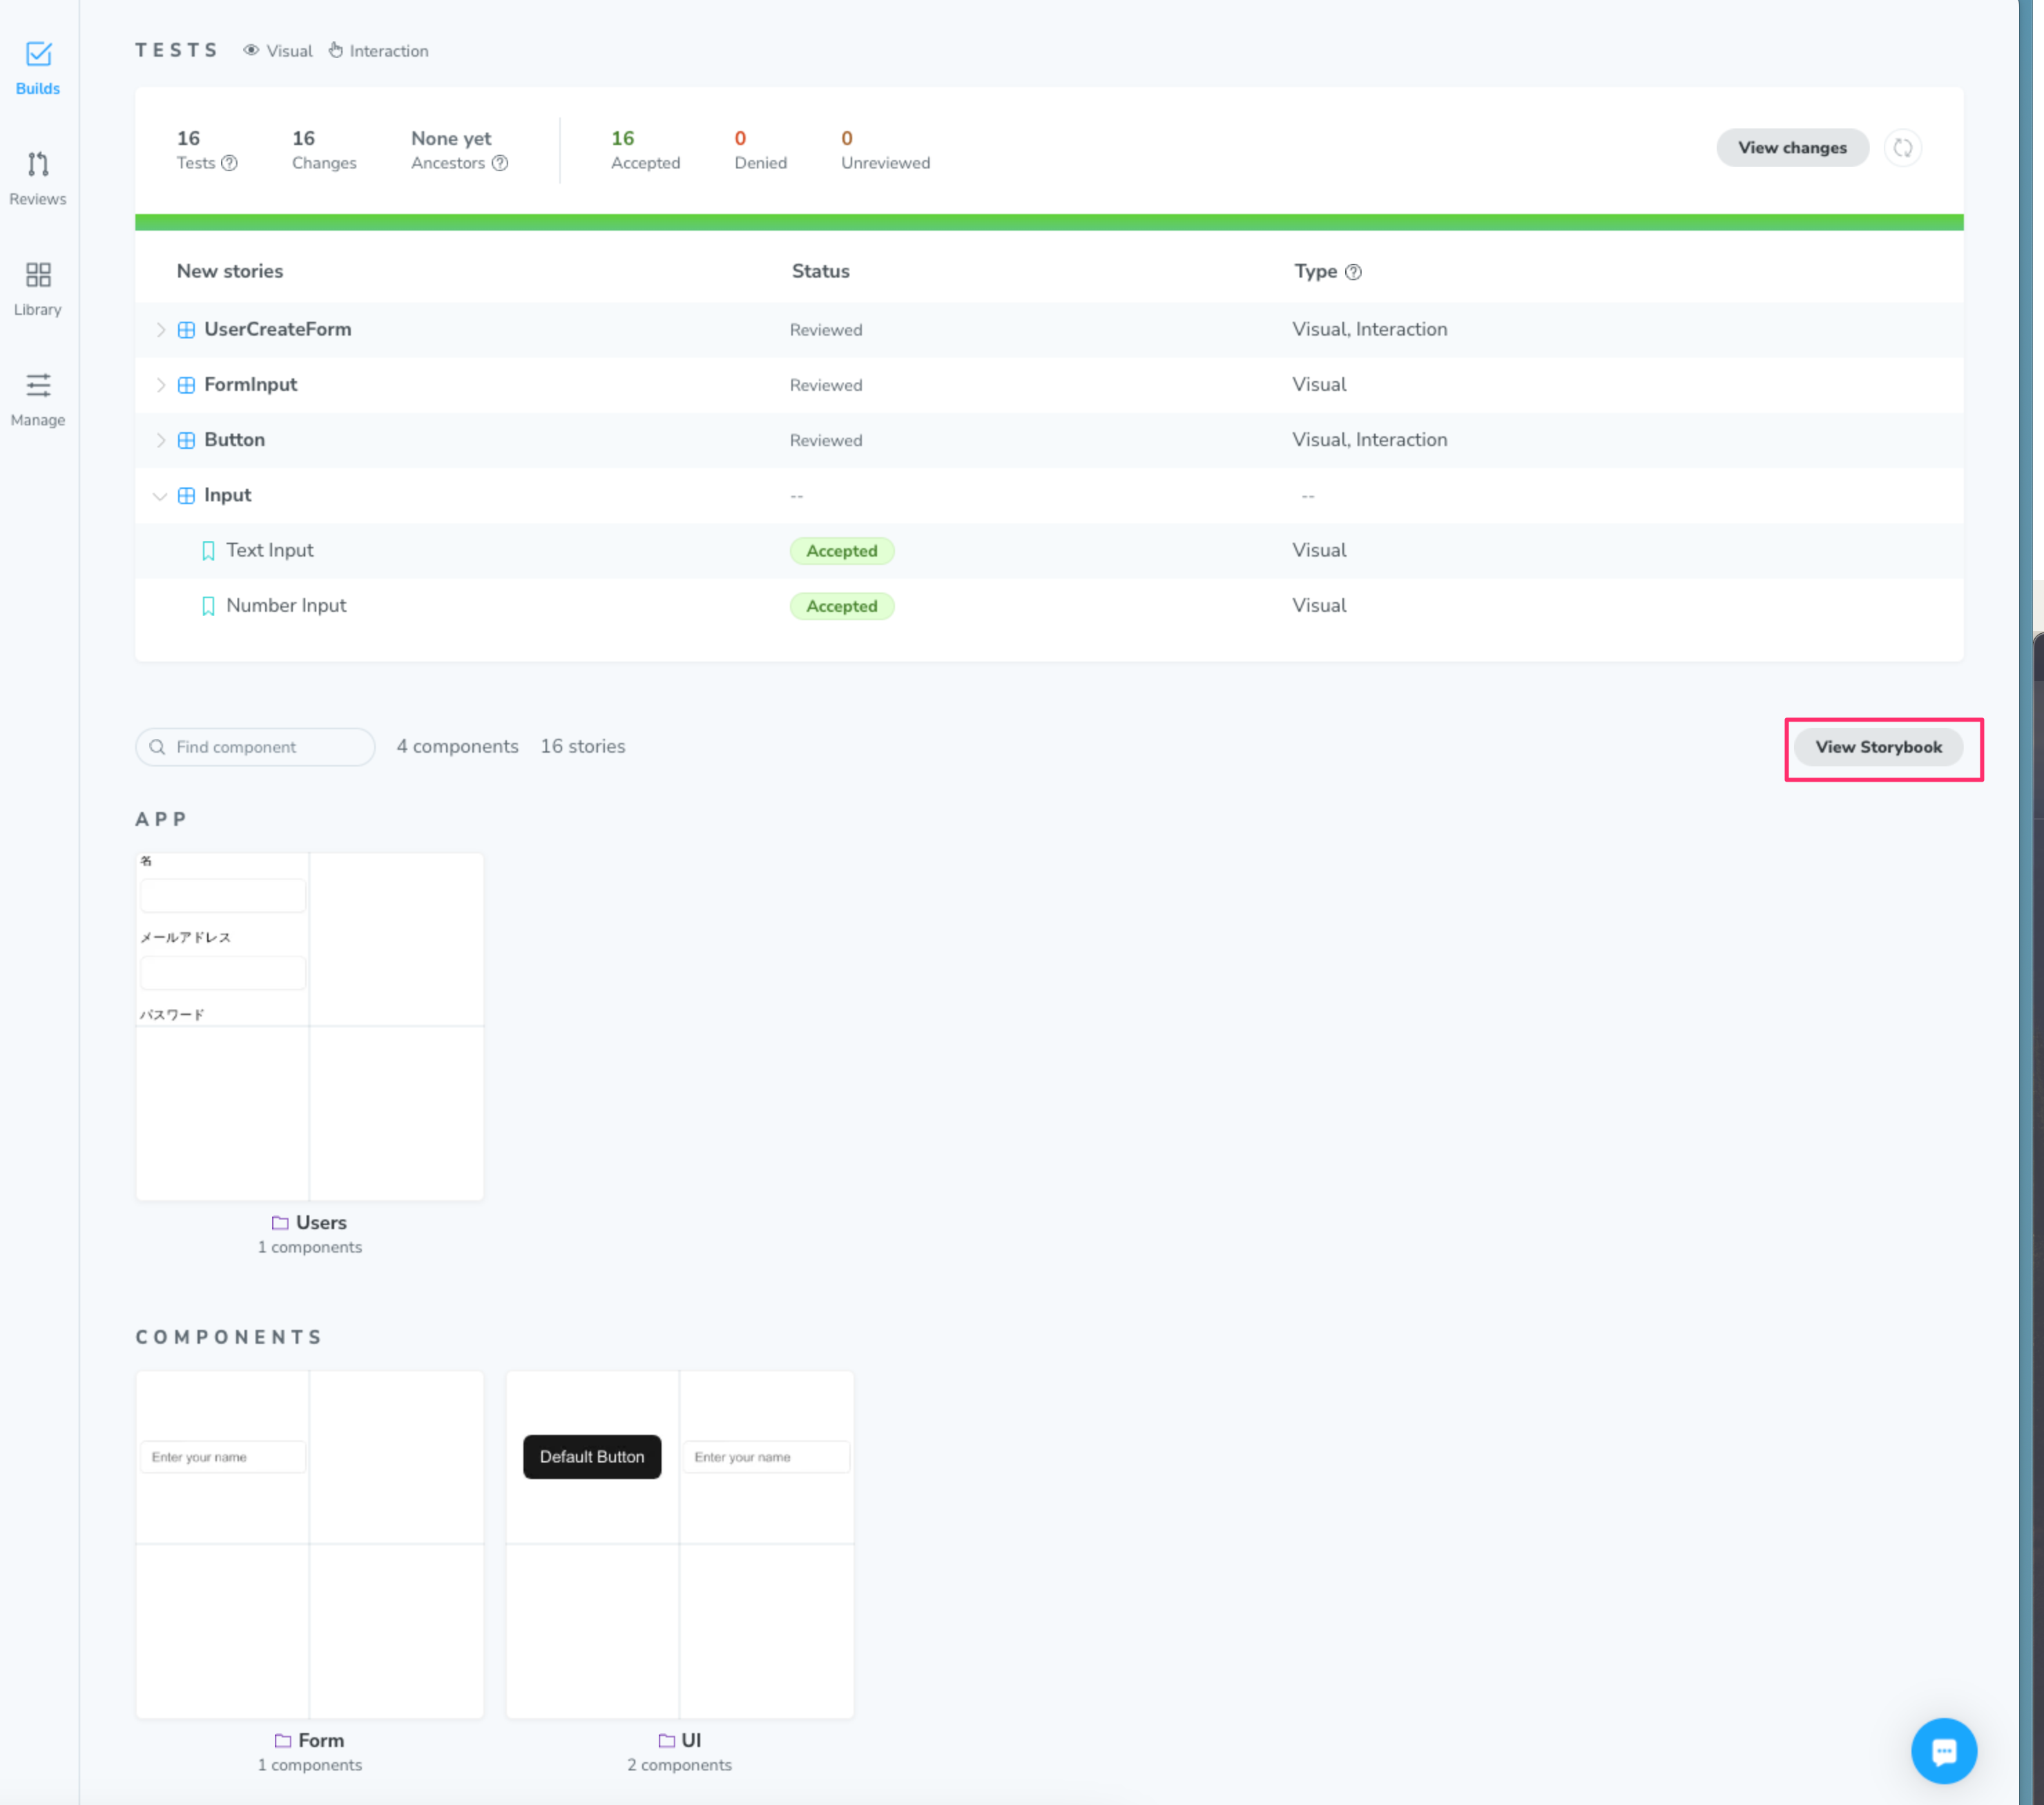 Builds
Reviews
Library
Manage
TESTS Visual Interaction
16 16 None yet 16 0 0
Tests Changes Ancestors Accepted Denied Unreviewed
View changes
New stories Status Type
UserCreateForm Reviewed Visual, Interaction
FormInput Reviewed Visual
Button Reviewed Visual, Interaction
Input -- --
Text Input Accepted Visual
Number Input Accepted Visual
Find component 4 components 16 stories View Storybook
APP
名
メールアドレス
パスワード
Users
1 components
COMPONENTS
Enter your name
Default Button Enter your name
Form
1 components
UI
2 components